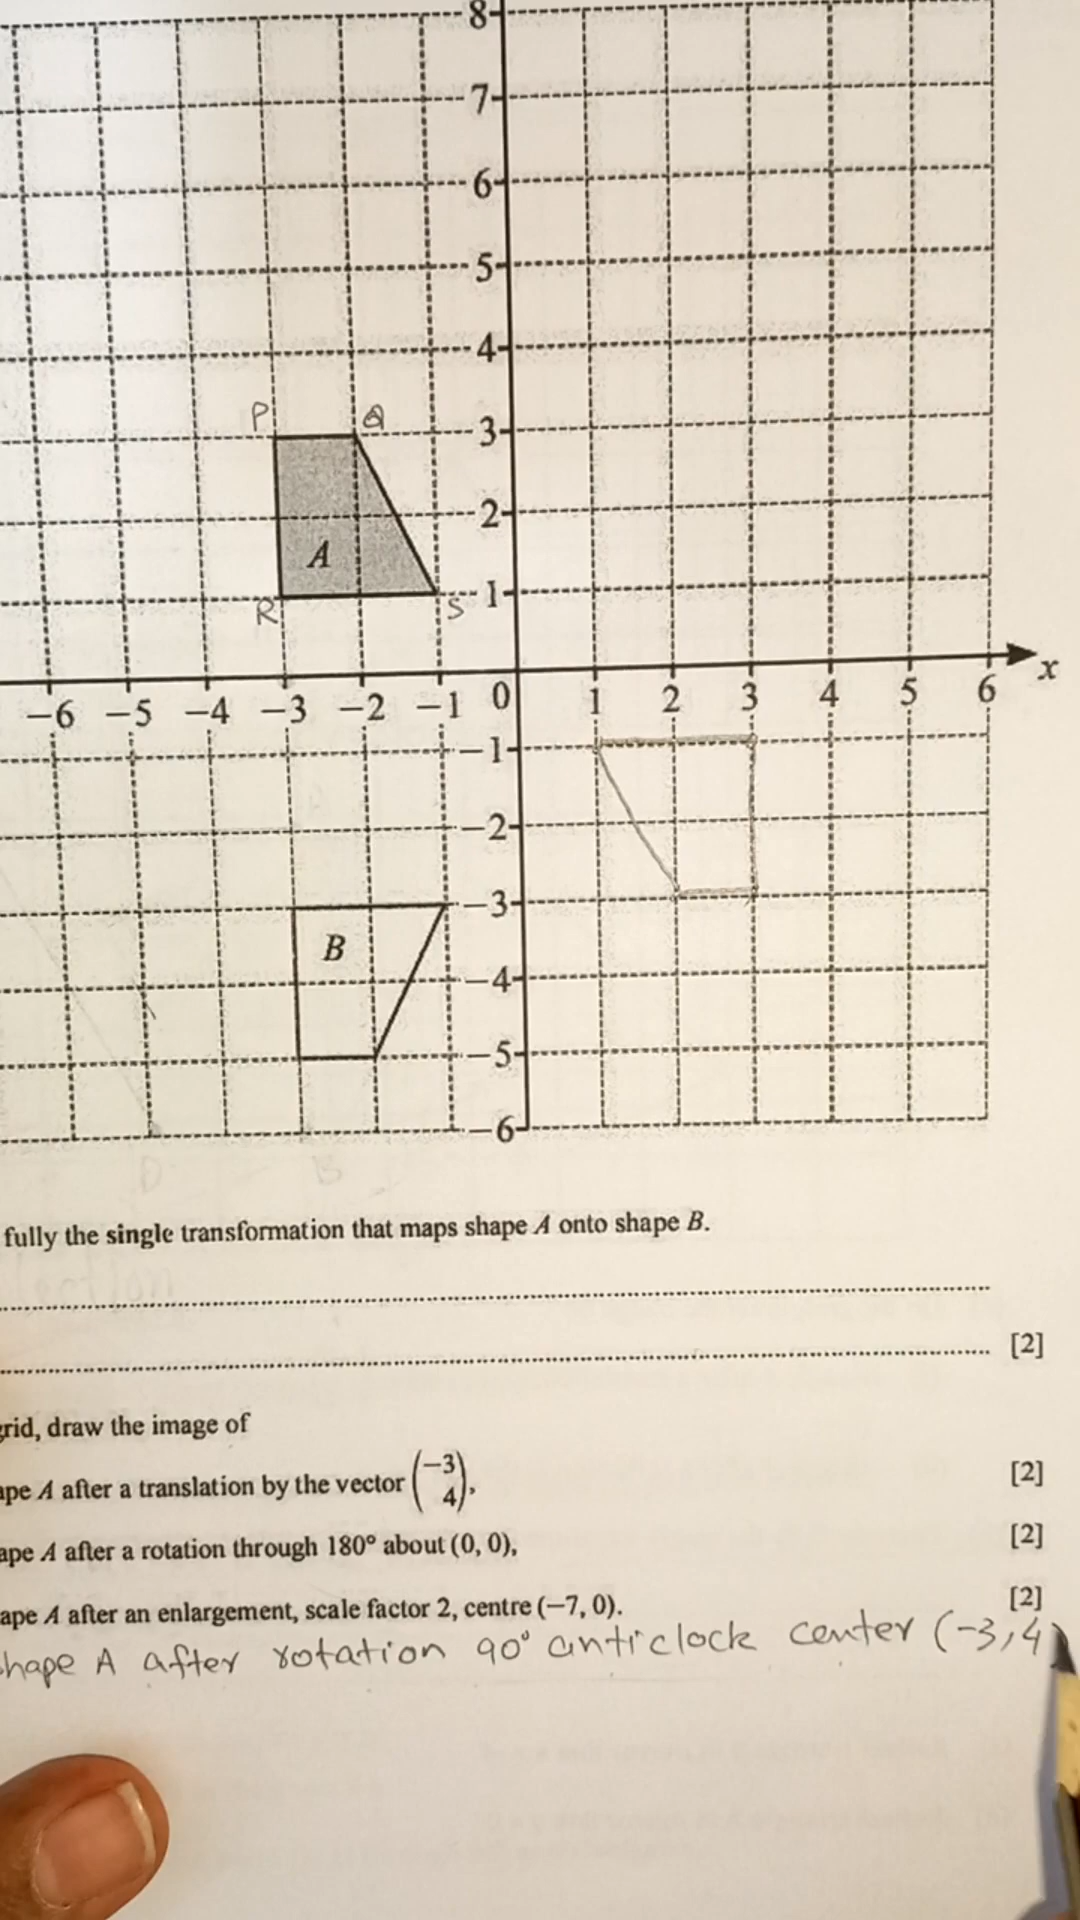 8
7
6
5
4
P Q 3
2
A
R S 1
-6 -5 -4 -3 -2 -1 0 1 2 3 4 5 6 x
-1
-2
-3
B
-4
-5
-6
fully the single transformation that maps shape A onto shape B.
[2]
grid, draw the image of
ape A after a translation by the vector (-3 4), [2]
ape A after a rotation through 180° about (0, 0), [2]
ape A after an enlargement, scale factor 2, centre (-7, 0). [2]
hape A after rotation 90° anticlock center (-3,4)